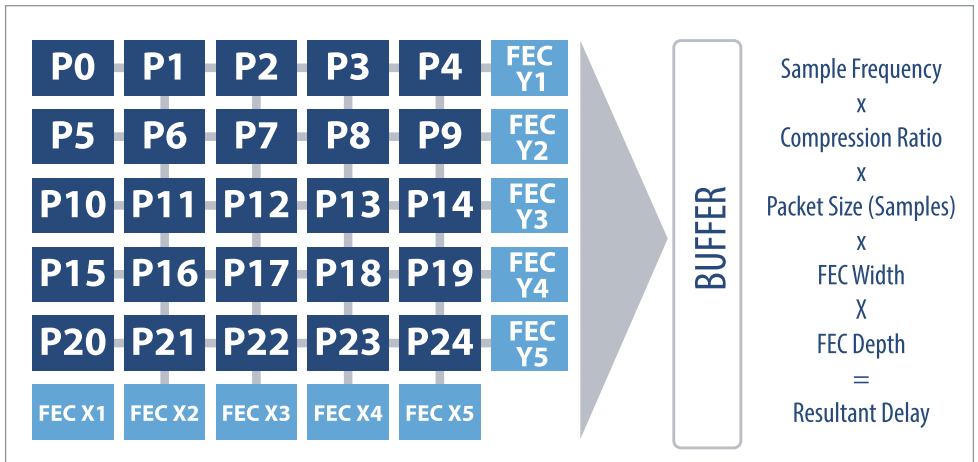 P0 P1 P2 P3 P4 FEC Y1
P5 P6 P7 P8 P9 FEC Y2
P10 P11 P12 P13 P14 FEC Y3
P15 P16 P17 P18 P19 FEC Y4
P20 P21 P22 P23 P24 FEC Y5
FEC X1 FEC X2 FEC X3 FEC X4 FEC X5
BUFFER
Sample Frequency
x
Compression Ratio
x
Packet Size (Samples)
x
FEC Width
X
FEC Depth
=
Resultant Delay